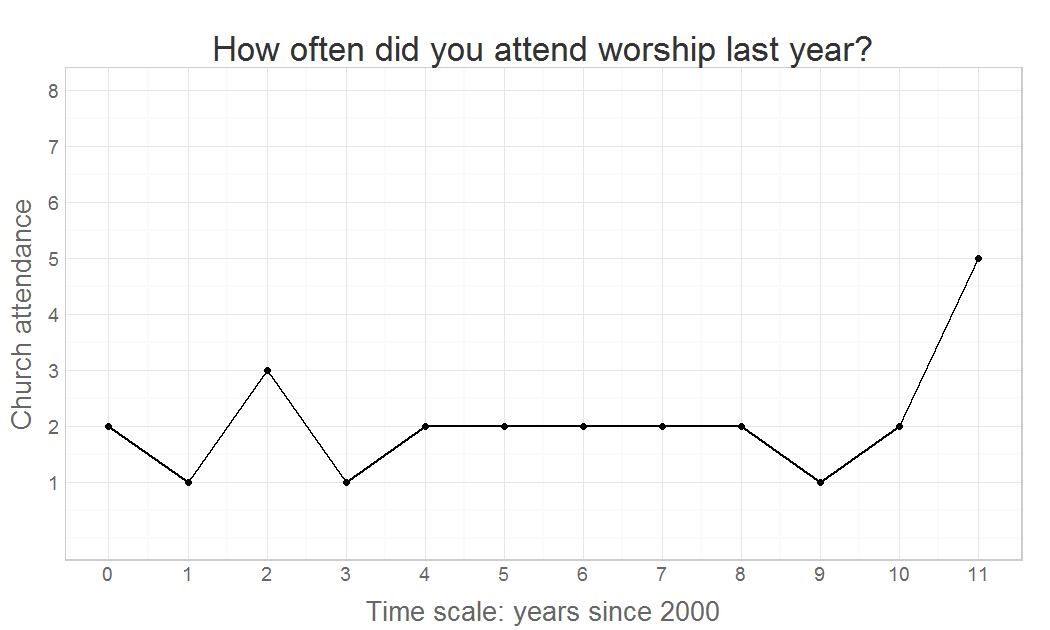 How often did you attend worship last year?
Church attendance
8
7
6
5
4
3
2
1
0 1 2 3 4 5 6 7 8 9 10 11
Time scale: years since 2000